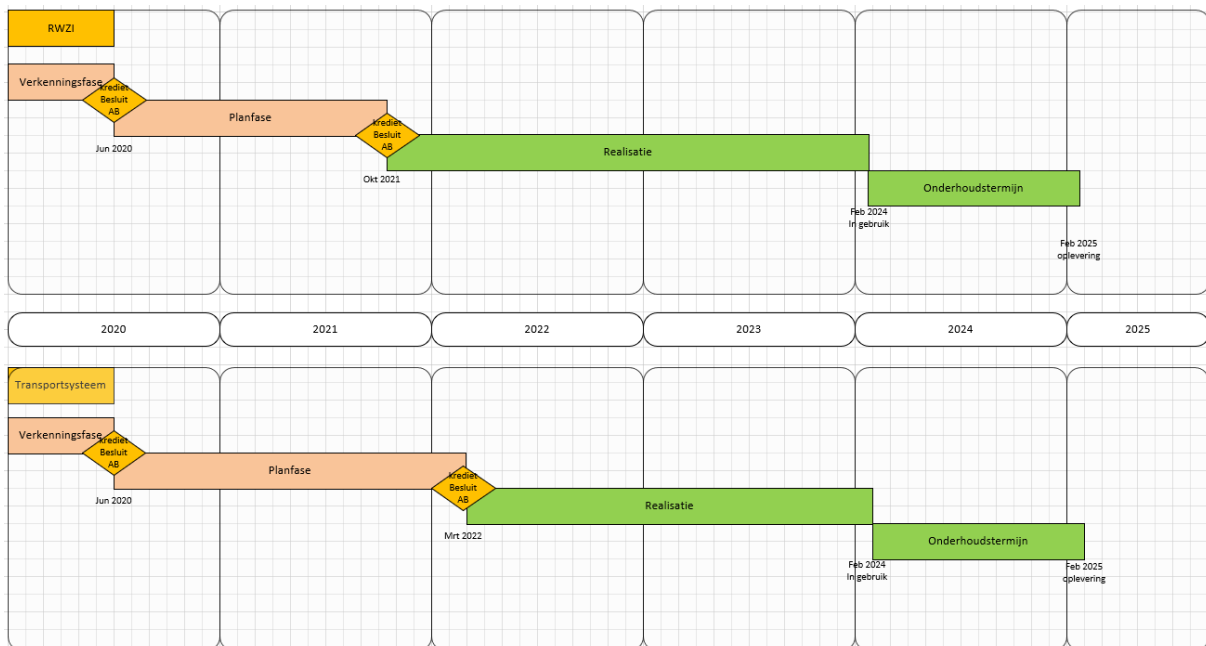 RWZI
Verkenningsfase
krediet
Besluit
AB
Planfase
Jun 2020
krediet
Besluit
AB
Realisatie
Okt 2021
Onderhoudstermijn
Feb 2024
In gebruik
Feb 2025
oplevering
2020
2021
2022
2023
2024
2025
Transportsysteem
Verkenningsfase
krediet
Besluit
AB
Planfase
Jun 2020
krediet
Besluit
AB
Realisatie
Mrt 2022
Onderhoudstermijn
Feb 2024
In gebruik
Feb 2025
oplevering